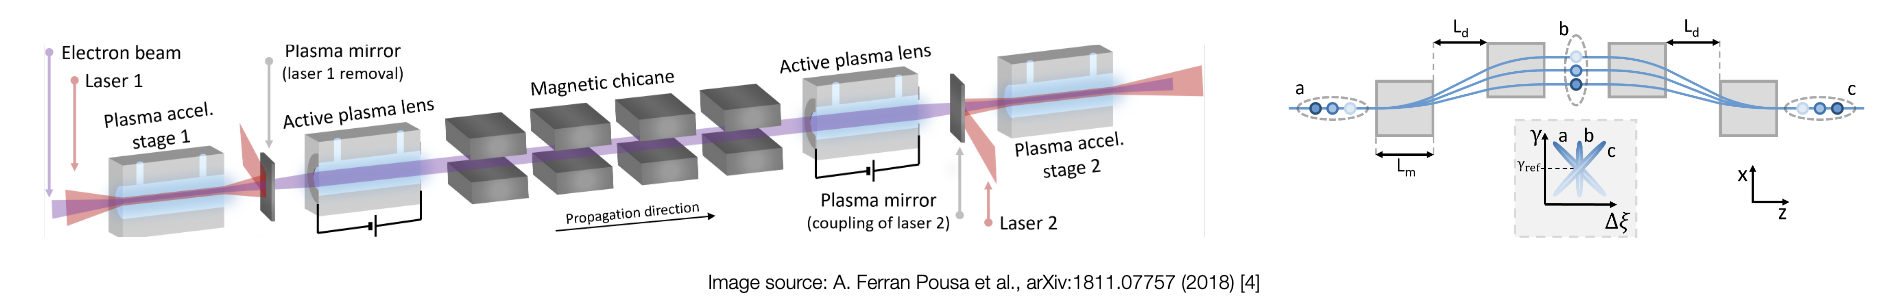 Electron beam
Laser 1
Plasma accel.
stage 1
Plasma mirror
(laser 1 removal)
Active plasma lens
Magnetic chicane
Propagation direction
Active plasma lens
Plasma mirror
(coupling of laser 2)
Laser 2
Plasma accel.
stage 2
a
L_m
L_d
b
L_d
c
γ
a
b
c
γ_ref
Δξ
x
z
Image source: A. Ferran Pousa et al., arXiv:1811.07757 (2018) [4]